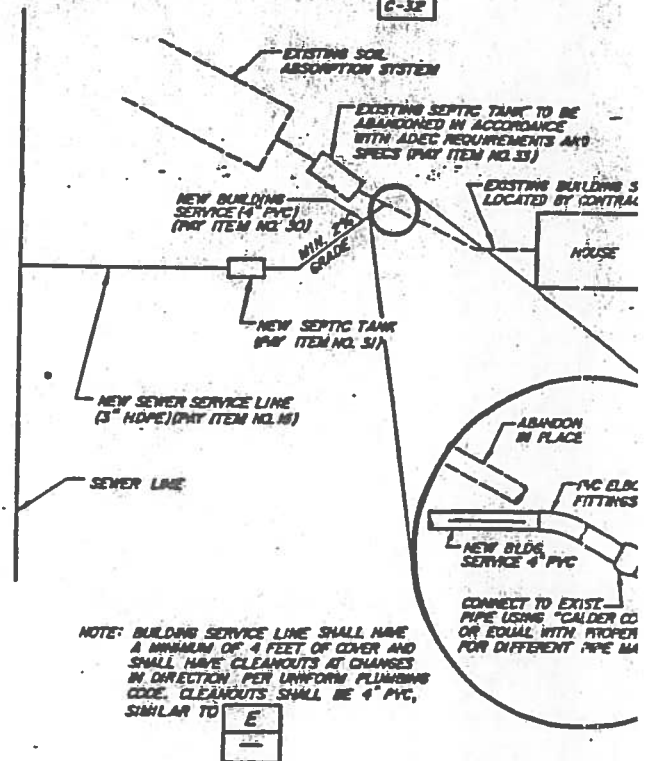 C-32
EXISTING SOIL
ABSORPTION SYSTEM
EXISTING SEPTIC TANK TO BE
ABANDONED IN ACCORDANCE
WITH ADEC REQUIREMENTS AND
SPECS (PAY ITEM NO. 33)
NEW BUILDING
SERVICE (4" PVC)
(PAY ITEM NO. 30)
EXISTING BUILDING S
LOCATED BY CONTRAC
HOUSE
MIN. 2%
GRADE
NEW SEPTIC TANK
(PAY ITEM NO. 31)
NEW SEWER SERVICE LINE
(3" HDPE)(PAY ITEM NO. 16)
SEWER LINE
ABANDON
IN PLACE
PVC ELBO
FITTINGS
NEW BLDG.
SERVICE 4" PVC
CONNECT TO EXIST.
PIPE USING "CALDER CO
OR EQUAL WITH PROPER
FOR DIFFERENT PIPE MA
NOTE: BUILDING SERVICE LINE SHALL HAVE
A MINIMUM OF 4 FEET OF COVER AND
SHALL HAVE CLEANOUTS AT CHANGES
IN DIRECTION PER UNIFORM PLUMBING
CODE. CLEANOUTS SHALL BE 4" PVC,
SIMILAR TO E
—